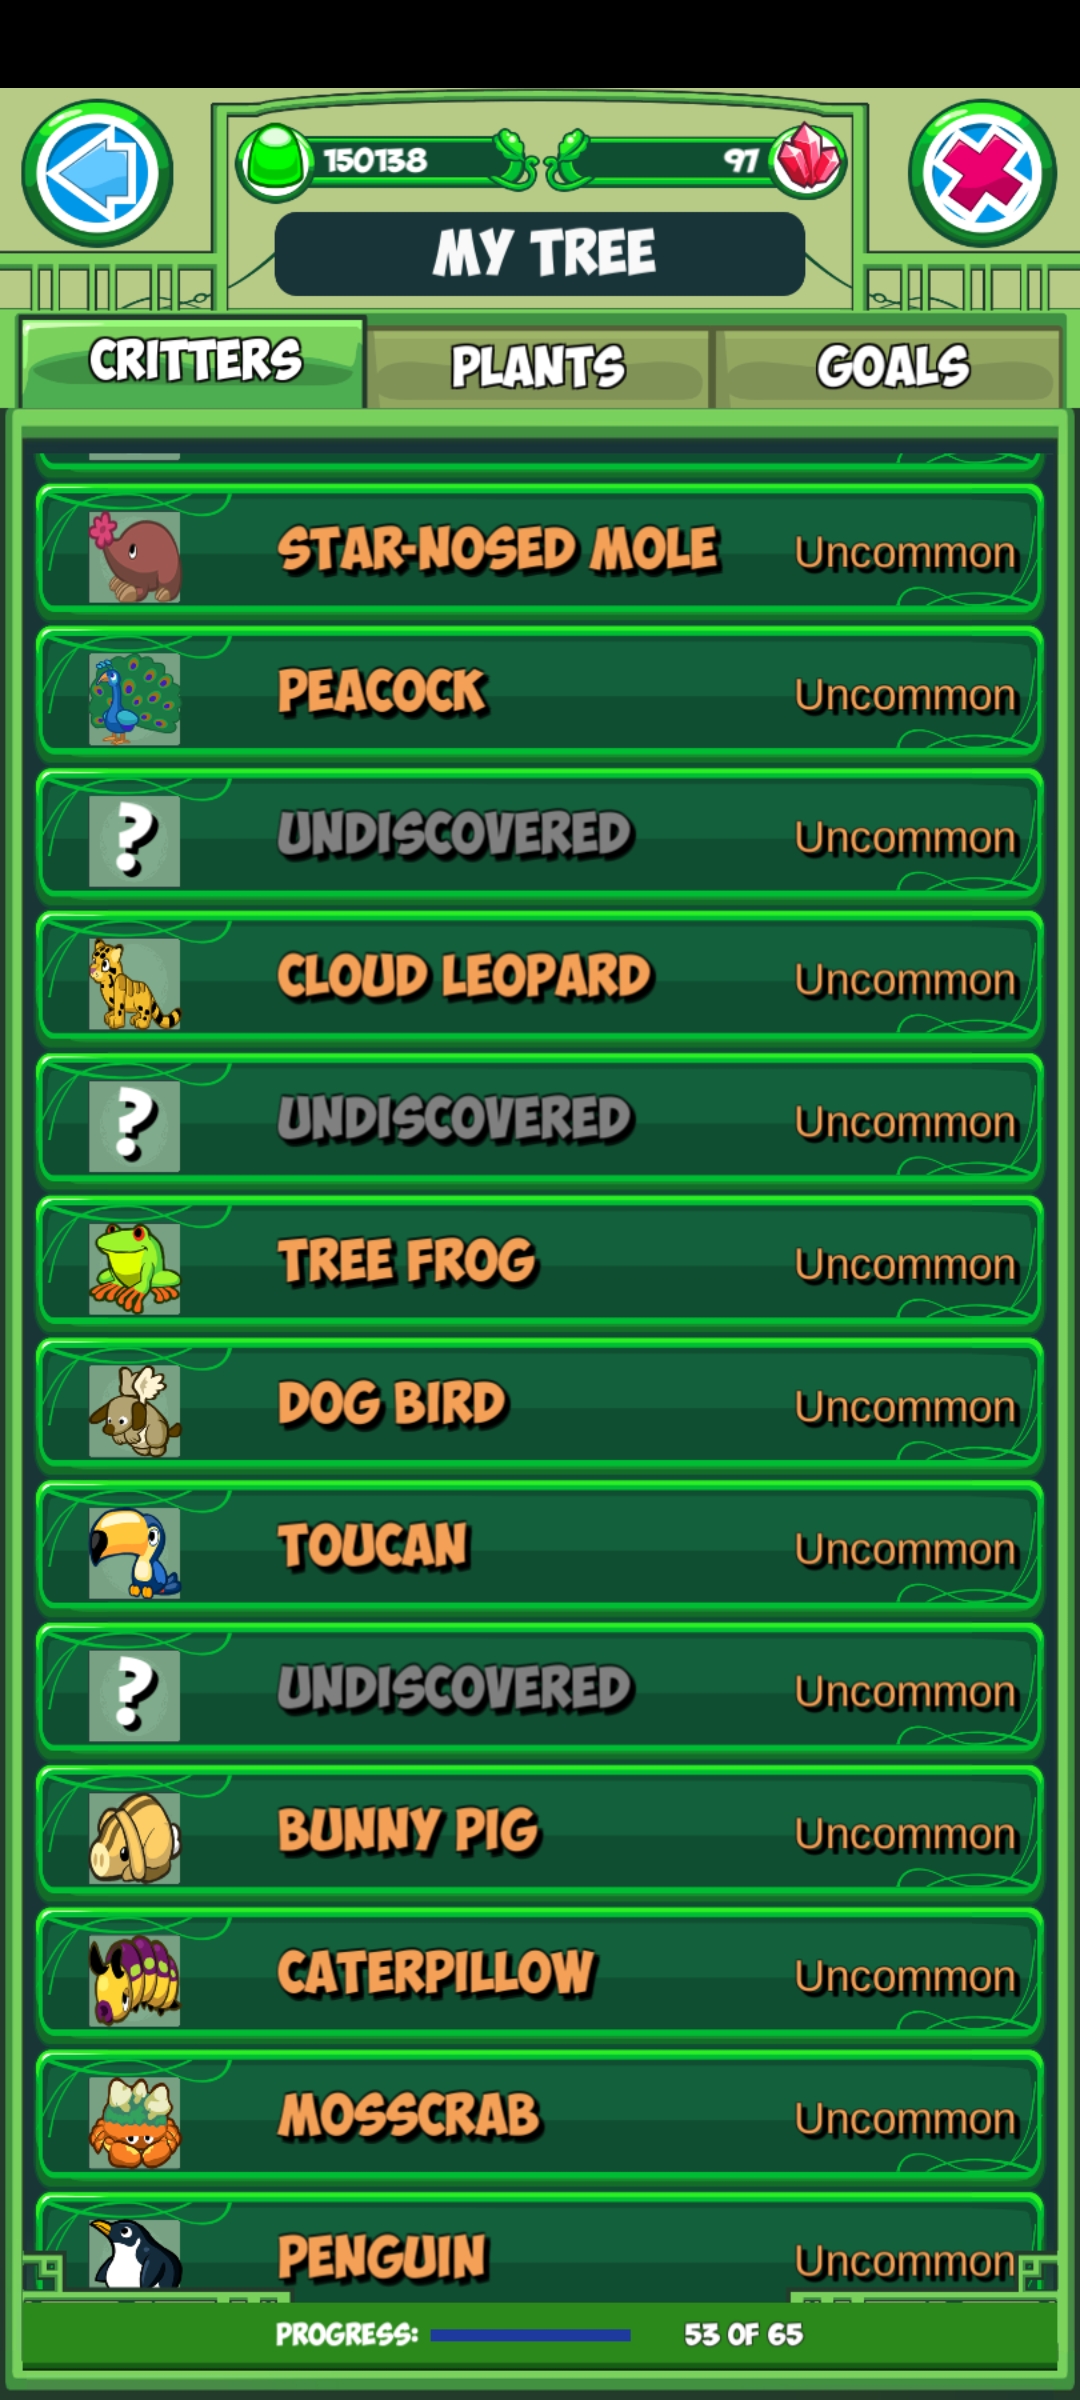 150138
97
MY TREE
CRITTERS
PLANTS
GOALS
STAR-NOSED MOLE Uncommon
PEACOCK Uncommon
? UNDISCOVERED Uncommon
CLOUD LEOPARD Uncommon
? UNDISCOVERED Uncommon
TREE FROG Uncommon
DOG BIRD Uncommon
TOUCAN Uncommon
? UNDISCOVERED Uncommon
BUNNY PIG Uncommon
CATERPILLOW Uncommon
MOSSCRAB Uncommon
PENGUIN Uncommon
PROGRESS: 53 OF 65